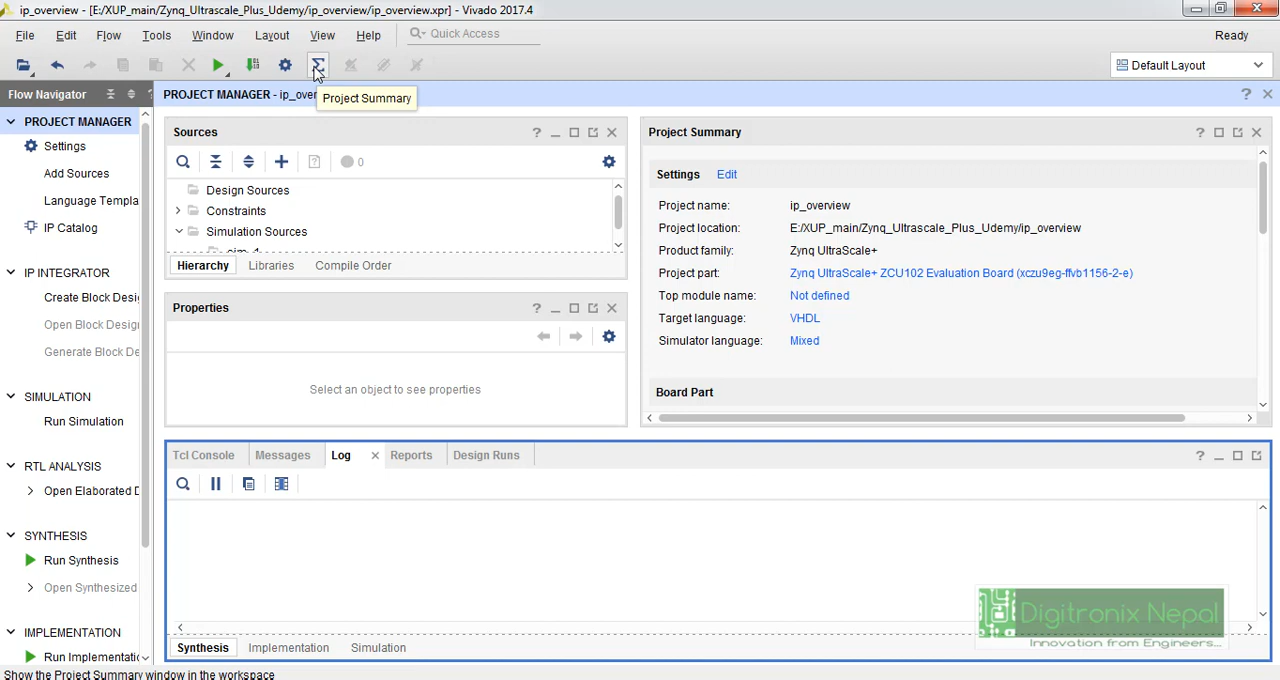 ip_overview - [E:/XUP_main/Zynq_Ultrascale_Plus_Udemy/ip_overview/ip_overview.xpr] - Vivado 2017.4
File Edit Flow Tools Window Layout View Help Quick Access Ready
Default Layout
Flow Navigator
PROJECT MANAGER - ip_over
Project Summary
PROJECT MANAGER
Settings
Add Sources
Language Templa
IP Catalog
IP INTEGRATOR
Create Block Desi
Open Block Desig
Generate Block De
SIMULATION
Run Simulation
RTL ANALYSIS
Open Elaborated D
SYNTHESIS
Run Synthesis
Open Synthesized
IMPLEMENTATION
Run Implementatio
Sources
0
Design Sources
Constraints
Simulation Sources
sim_1
Hierarchy Libraries Compile Order
Properties
Select an object to see properties
Project Summary
Settings Edit
Project name: ip_overview
Project location: E:/XUP_main/Zynq_Ultrascale_Plus_Udemy/ip_overview
Product family: Zynq UltraScale+
Project part: Zynq UltraScale+ ZCU102 Evaluation Board (xczu9eg-ffvb1156-2-e)
Top module name: Not defined
Target language: VHDL
Simulator language: Mixed
Board Part
Tcl Console Messages Log Reports Design Runs
Digitronix Nepal
Innovation from Engineers...
Synthesis Implementation Simulation
Show the Project Summary window in the workspace